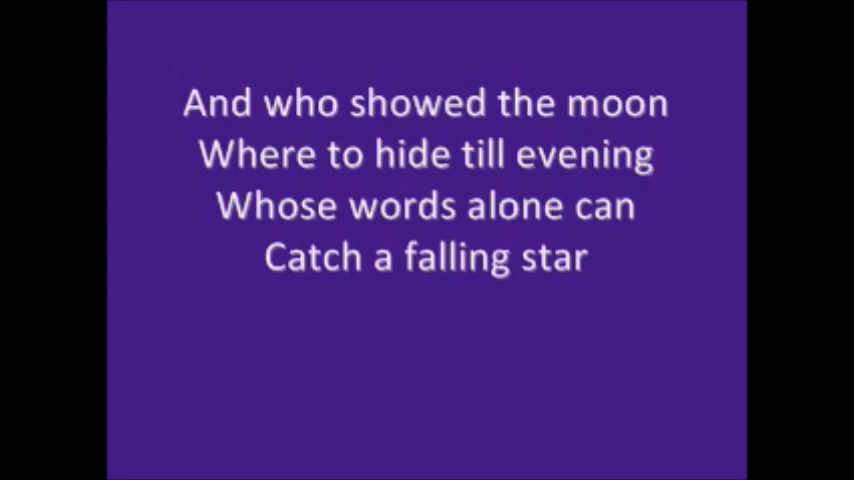 And who showed the moon
Where to hide till evening
Whose words alone can
Catch a falling star